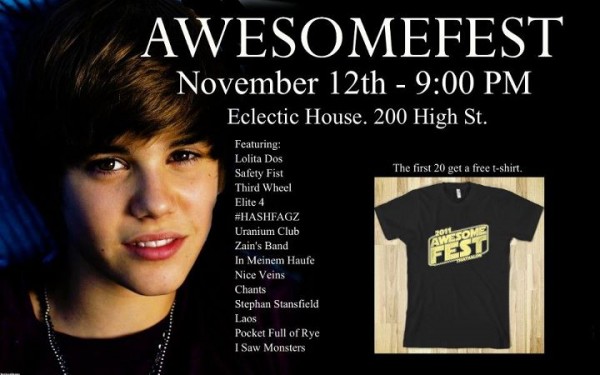 AWESOMEFEST
November 12th - 9:00 PM
Eclectic House. 200 High St.
Featuring:
Lolita Dos
Safety Fist
Third Wheel
Elite 4
#HASHFAGZ
Uranium Club
Zain's Band
In Meinem Haufe
Nice Veins
Chants
Stephan Stansfield
Laos
Pocket Full of Rye
I Saw Monsters
The first 20 get a free t-shirt.
2011
AWESOME
FEST